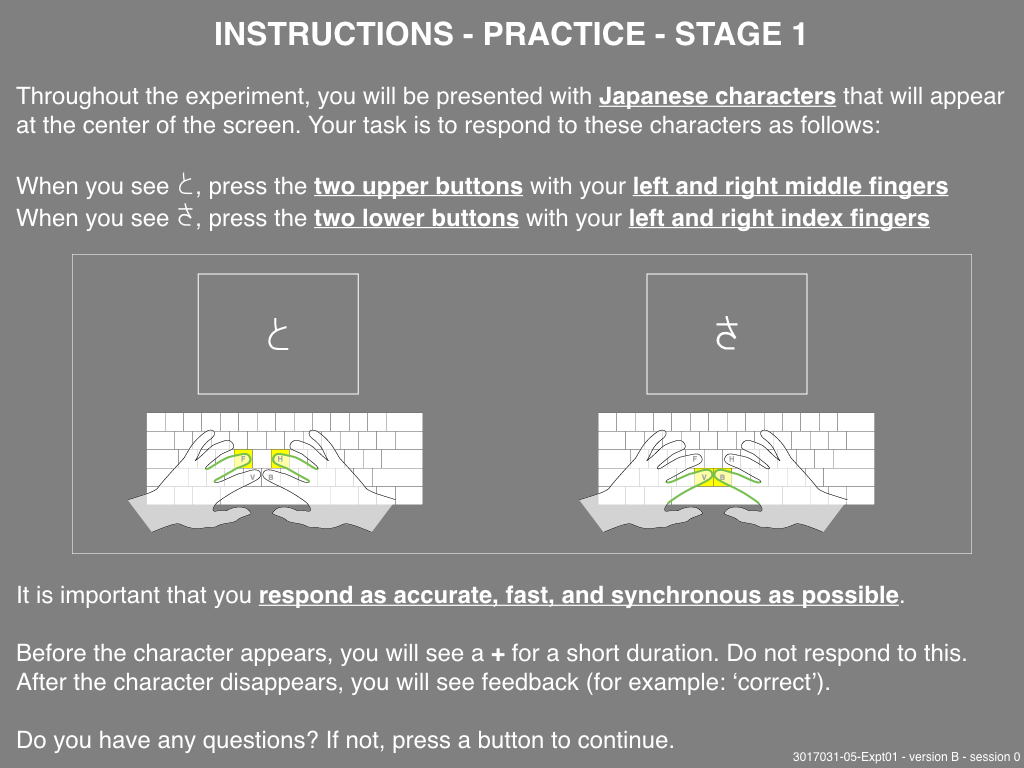 INSTRUCTIONS - PRACTICE - STAGE 1
Throughout the experiment, you will be presented with Japanese characters that will appear
at the center of the screen. Your task is to respond to these characters as follows:
When you see と, press the two upper buttons with your left and right middle fingers
When you see さ, press the two lower buttons with your left and right index fingers
と
さ
F H
V B
F H
V B
It is important that you respond as accurate, fast, and synchronous as possible.
Before the character appears, you will see a + for a short duration. Do not respond to this.
After the character disappears, you will see feedback (for example: ‘correct’).
Do you have any questions? If not, press a button to continue.
3017031-05-Expt01 - version B - session 0